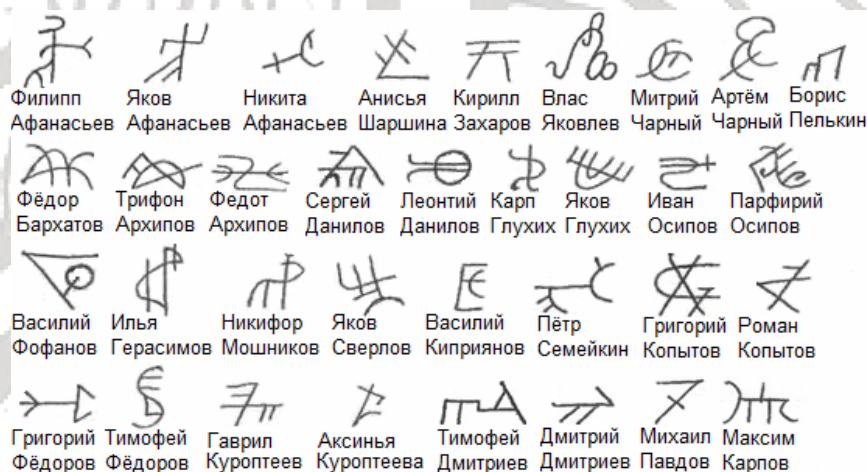 Филипп Яков Никита Анисья Кирилл Влас Митрий Артём Борис
Афанасьев Афанасьев Афанасьев Шаршина Захаров Яковлев Чарный Чарный Пелькин
Фёдор Трифон Федот Сергей Леонтий Карп Яков Иван Парфирий
Бархатов Архипов Архипов Данилов Данилов Глухих Глухих Осипов Осипов
Василий Илья Никифор Яков Василий Пётр Григорий Роман
Фофанов Герасимов Мошников Сверлов Киприянов Семейкин Копытов Копытов
Григорий Тимофей Гаврил Аксинья Тимофей Дмитрий Михаил Максим
Фёдоров Фёдоров Куроптеев Куроптеева Дмитриев Дмитриев Павдов Карпов